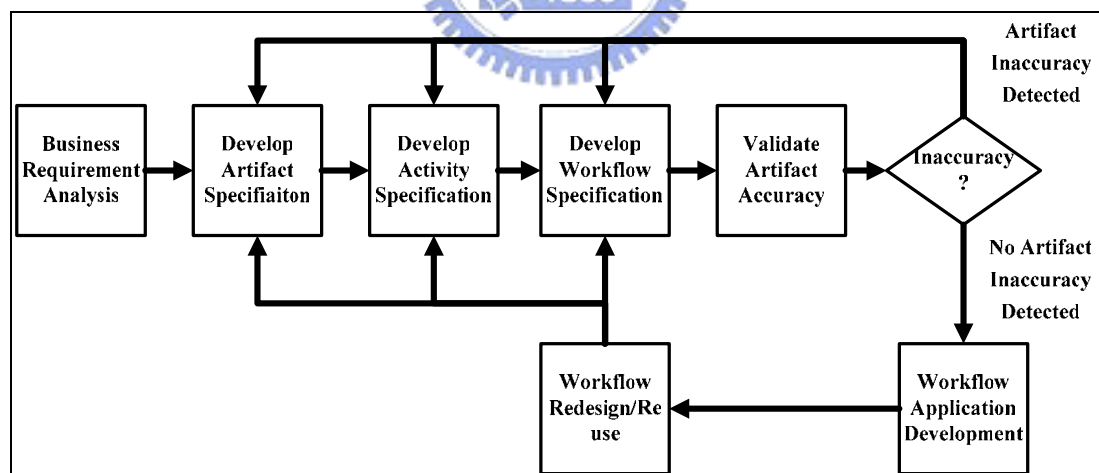 Artifact
Inaccuracy
Detected
Business
Requirement
Analysis
Develop
Artifact
Specifiaiton
Develop
Activity
Specification
Develop
Workflow
Specification
Validate
Artifact
Accuracy
Inaccuracy
?
No Artifact
Inaccuracy
Detected
Workflow
Redesign/Re
use
Workflow
Application
Development